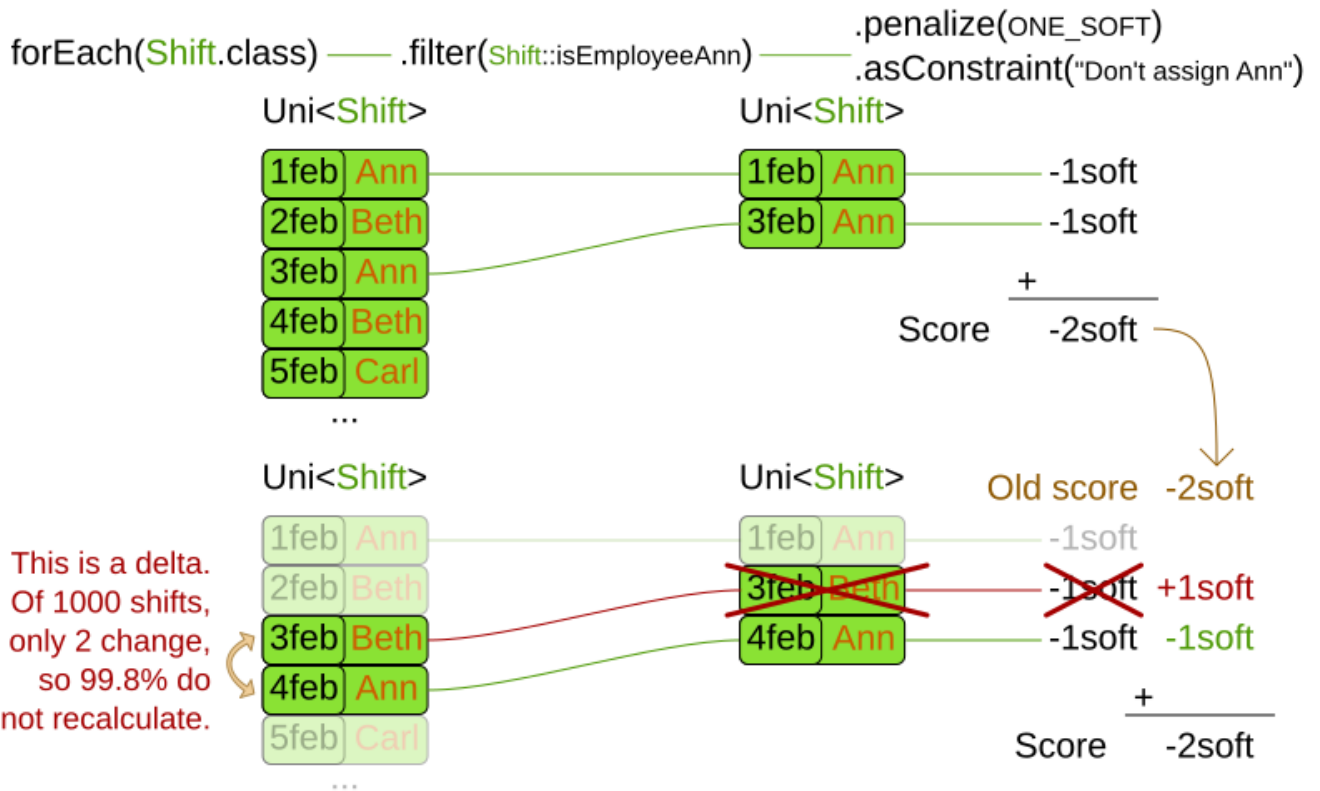 forEach(Shift.class) .filter(Shift::isEmployeeAnn) .penalize(ONE_SOFT)
.asConstraint("Don't assign Ann")
Uni<Shift> Uni<Shift>
1feb Ann 1feb Ann -1soft
2feb Beth 3feb Ann -1soft
3feb Ann
+
4feb Beth Score -2soft
5feb Carl
...
Uni<Shift> Uni<Shift> Old score -2soft
1feb Ann 1feb Ann -1soft
2feb Beth 3feb Beth -1soft +1soft
3feb Beth 4feb Ann -1soft -1soft
4feb Ann
+
5feb Carl Score -2soft
...
This is a delta.
Of 1000 shifts,
only 2 change,
so 99.8% do
not recalculate.